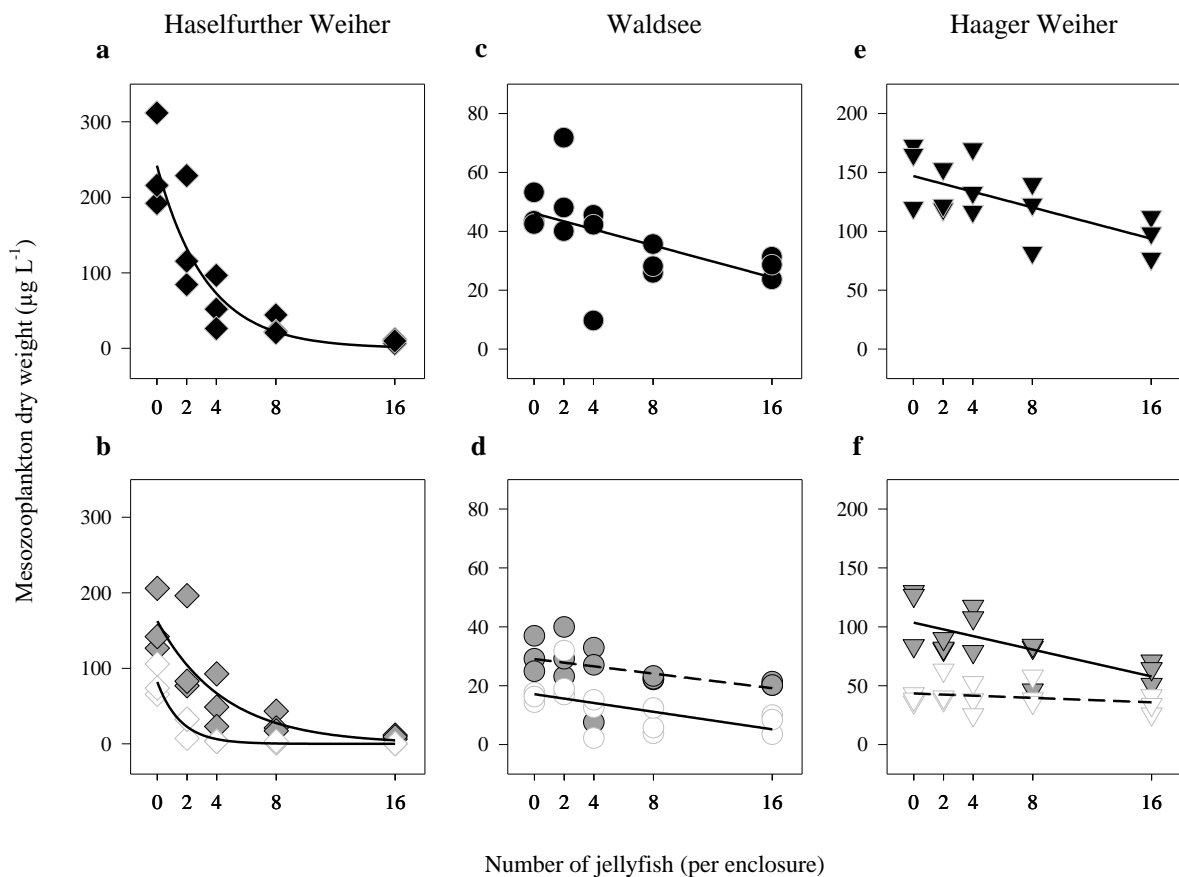 Haselfurther Weiher Waldsee Haager Weiher
a c e
300
200
100
0
0 2 4 8 16
80
60
40
20
0
0 2 4 8 16
200
150
100
50
0
0 2 4 8 16
b d f
300
200
100
0
0 2 4 8 16
80
60
40
20
0
0 2 4 8 16
200
150
100
50
0
0 2 4 8 16
Mesozooplankton dry weight (µg L⁻¹)
Number of jellyfish (per enclosure)